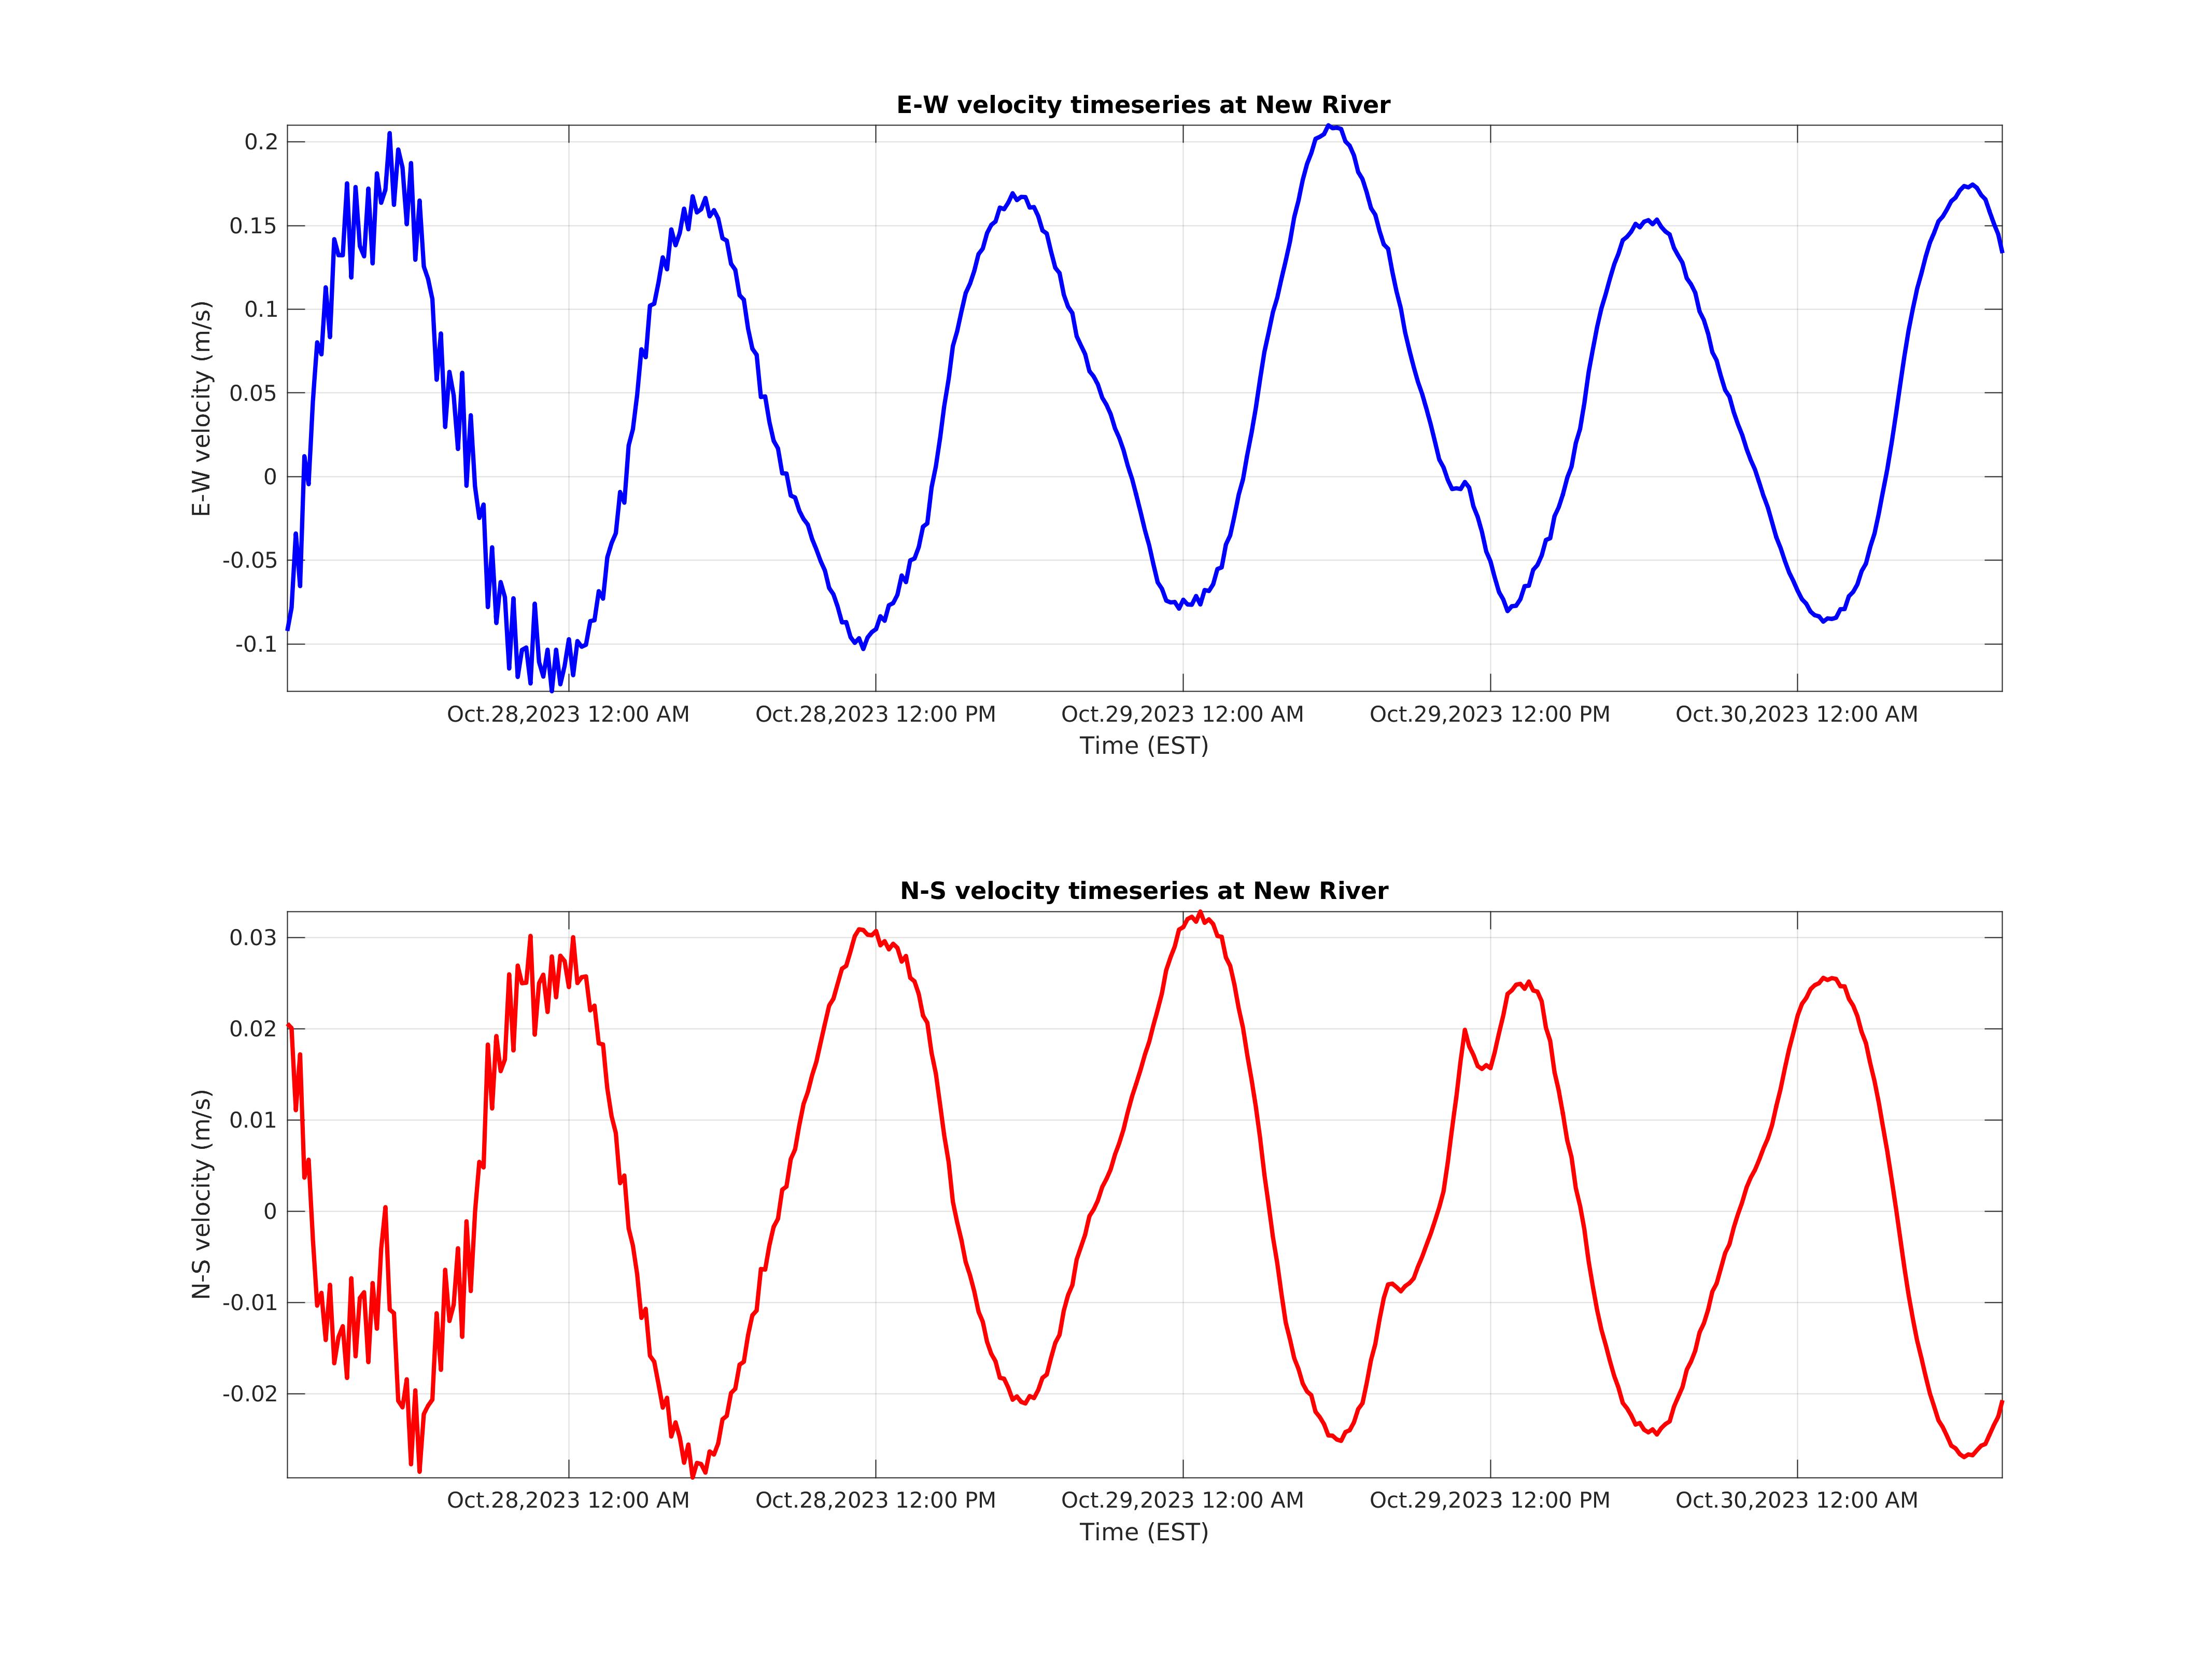 E-W velocity timeseries at New River
0.2
0.15
0.1
0.05
0
-0.05
-0.1
E-W velocity (m/s)
Oct.28,2023 12:00 AM Oct.28,2023 12:00 PM Oct.29,2023 12:00 AM Oct.29,2023 12:00 PM Oct.30,2023 12:00 AM
Time (EST)
N-S velocity timeseries at New River
0.03
0.02
0.01
0
-0.01
-0.02
N-S velocity (m/s)
Oct.28,2023 12:00 AM Oct.28,2023 12:00 PM Oct.29,2023 12:00 AM Oct.29,2023 12:00 PM Oct.30,2023 12:00 AM
Time (EST)